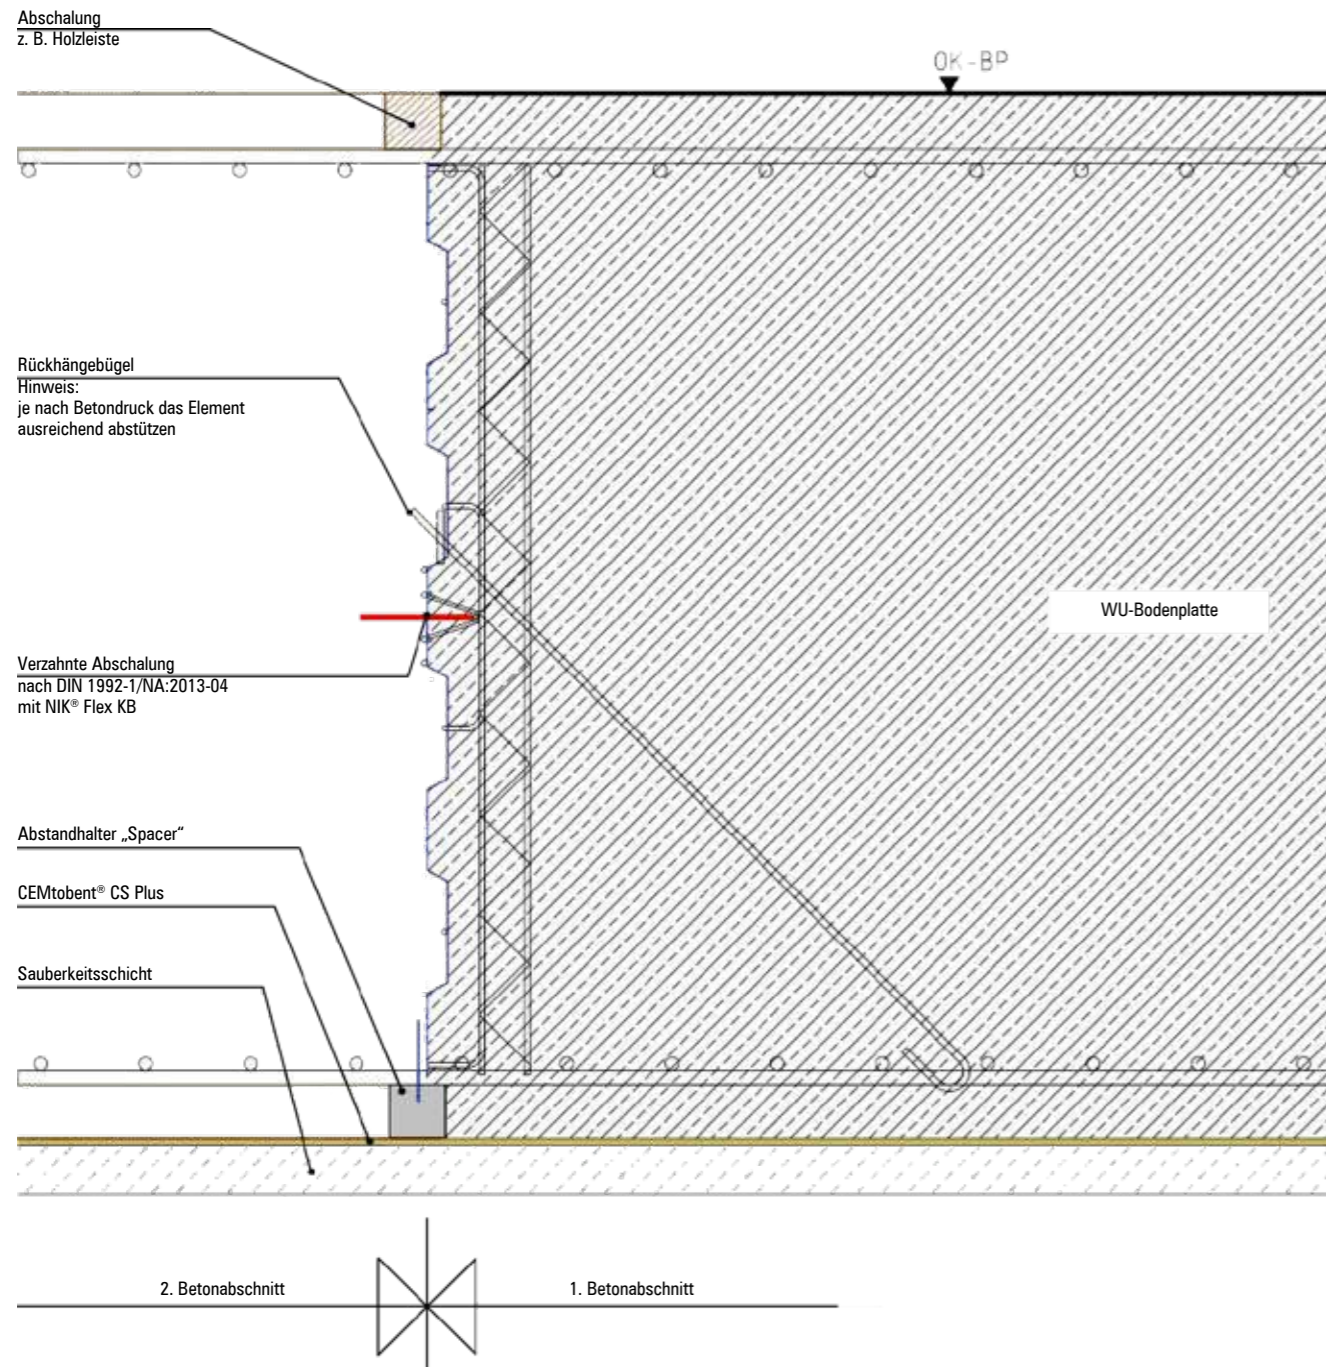 Abschalung
z. B. Holzleiste
OK-BP
Rückhängebügel
Hinweis:
je nach Betondruck das Element
ausreichend abstützen
WU-Bodenplatte
Verzahnte Abschalung
nach DIN 1992-1/NA:2013-04
mit NIK® Flex KB
Abstandhalter „Spacer“
CEMtobent® CS Plus
Sauberkeitsschicht
2. Betonabschnitt
1. Betonabschnitt